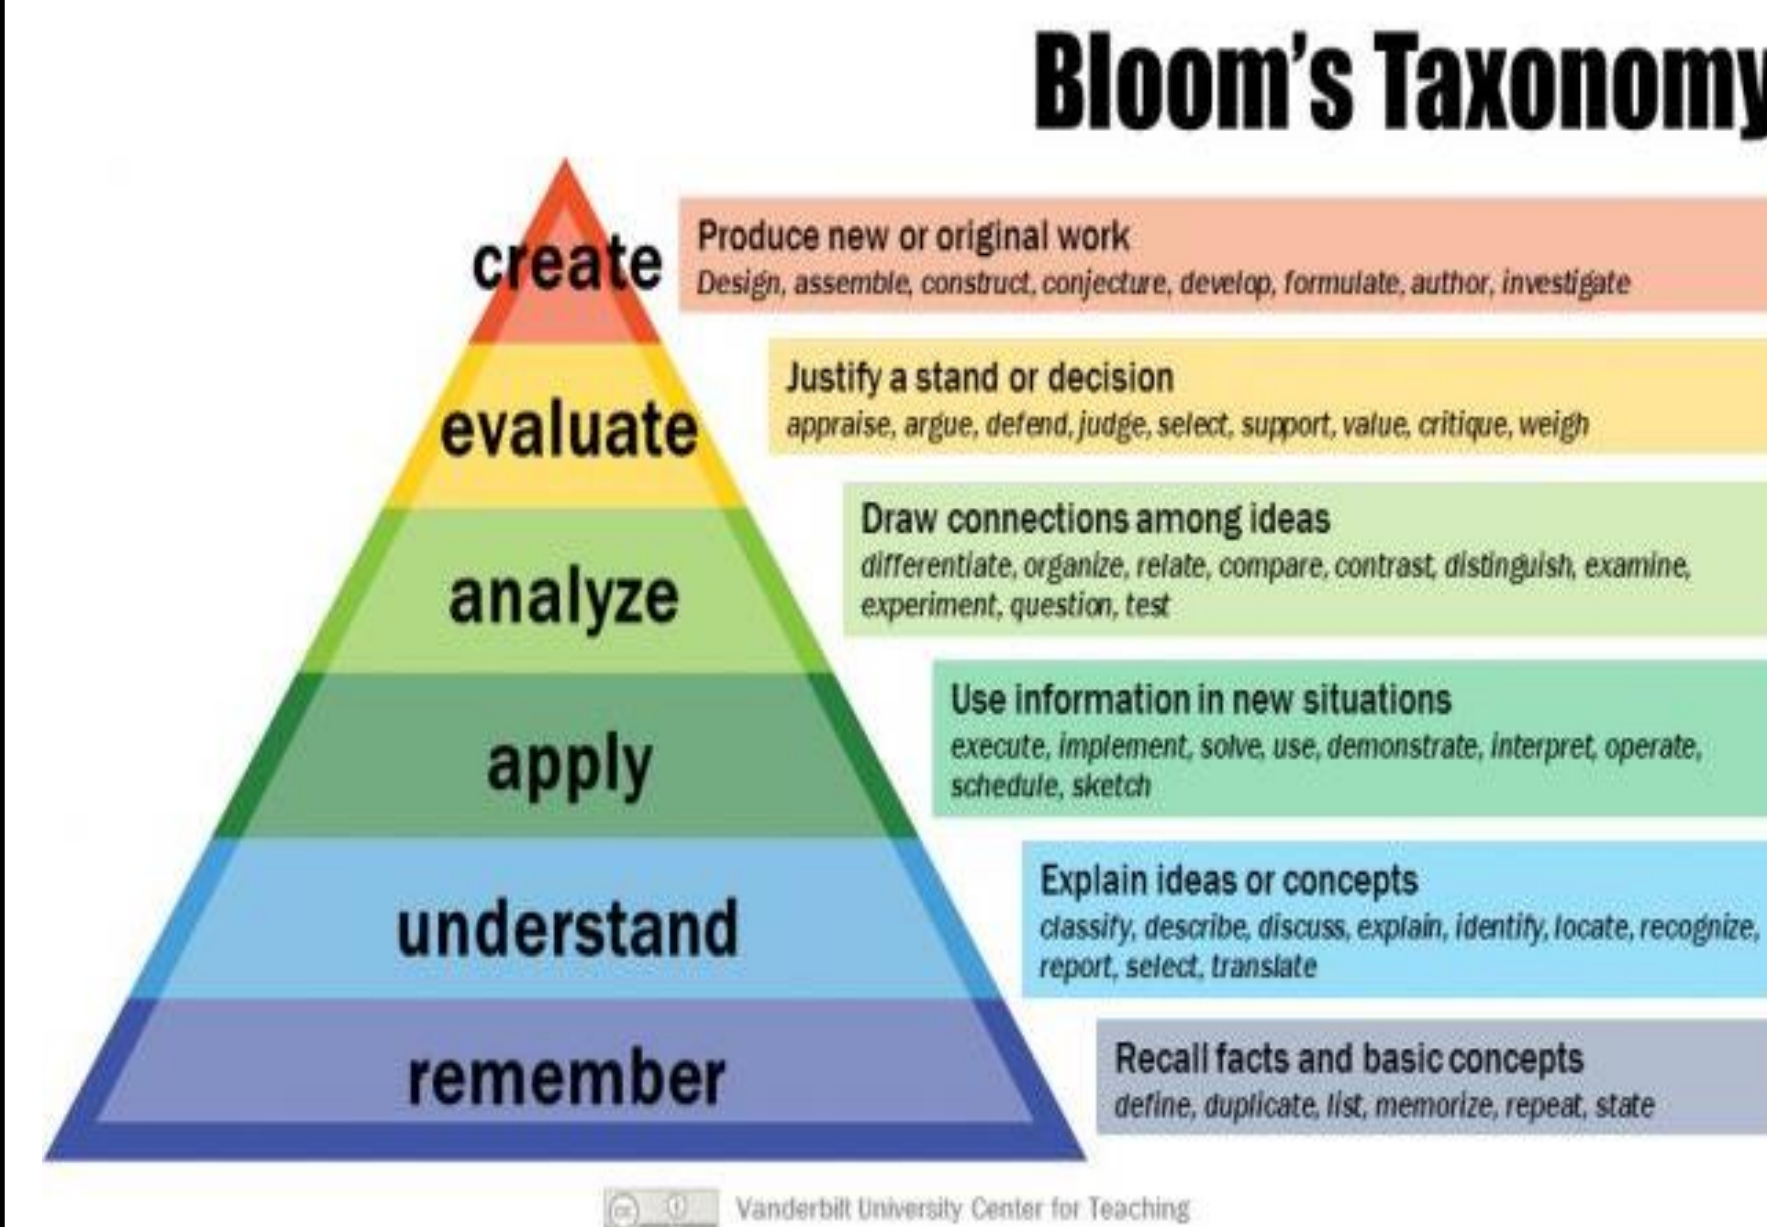 Bloom's Taxonomy
create
Produce new or original work
Design, assemble, construct, conjecture, develop, formulate, author, investigate
evaluate
Justify a stand or decision
appraise, argue, defend, judge, select, support, value, critique, weigh
analyze
Draw connections among ideas
differentiate, organize, relate, compare, contrast, distinguish, examine,
experiment, question, test
apply
Use information in new situations
execute, implement, solve, use, demonstrate, interpret, operate,
schedule, sketch
understand
Explain ideas or concepts
classify, describe, discuss, explain, identify, locate, recognize,
report, select, translate
remember
Recall facts and basic concepts
define, duplicate, list, memorize, repeat, state
cc Vanderbilt University Center for Teaching